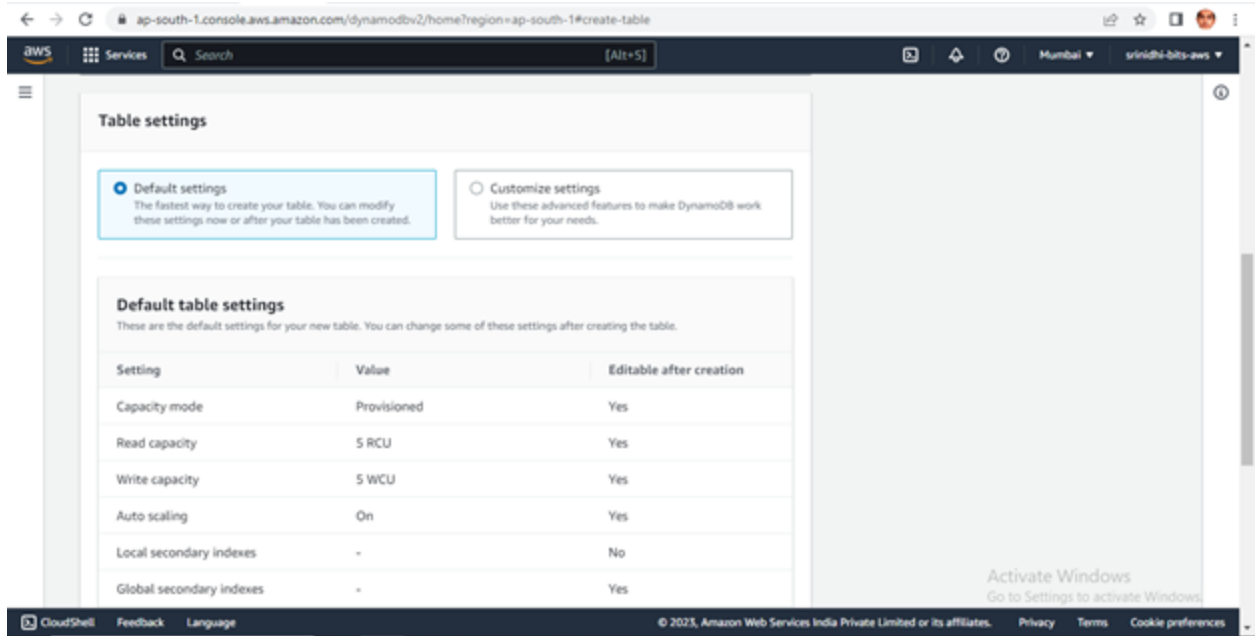 ap-south-1.console.aws.amazon.com/dynamodbv2/home?region=ap-south-1#create-table
aws Services Search [Alt+S] Mumbai srinidhi-bits-aws
Table settings
Default settings
The fastest way to create your table. You can modify
these settings now or after your table has been created.
Customize settings
Use these advanced features to make DynamoDB work
better for your needs.
Default table settings
These are the default settings for your new table. You can change some of these settings after creating the table.
Setting Value Editable after creation
Capacity mode Provisioned Yes
Read capacity 5 RCU Yes
Write capacity 5 WCU Yes
Auto scaling On Yes
Local secondary indexes - No
Global secondary indexes - Yes
Activate Windows
Go to Settings to activate Windows.
CloudShell Feedback Language © 2023, Amazon Web Services India Private Limited or its affiliates. Privacy Terms Cookie preferences